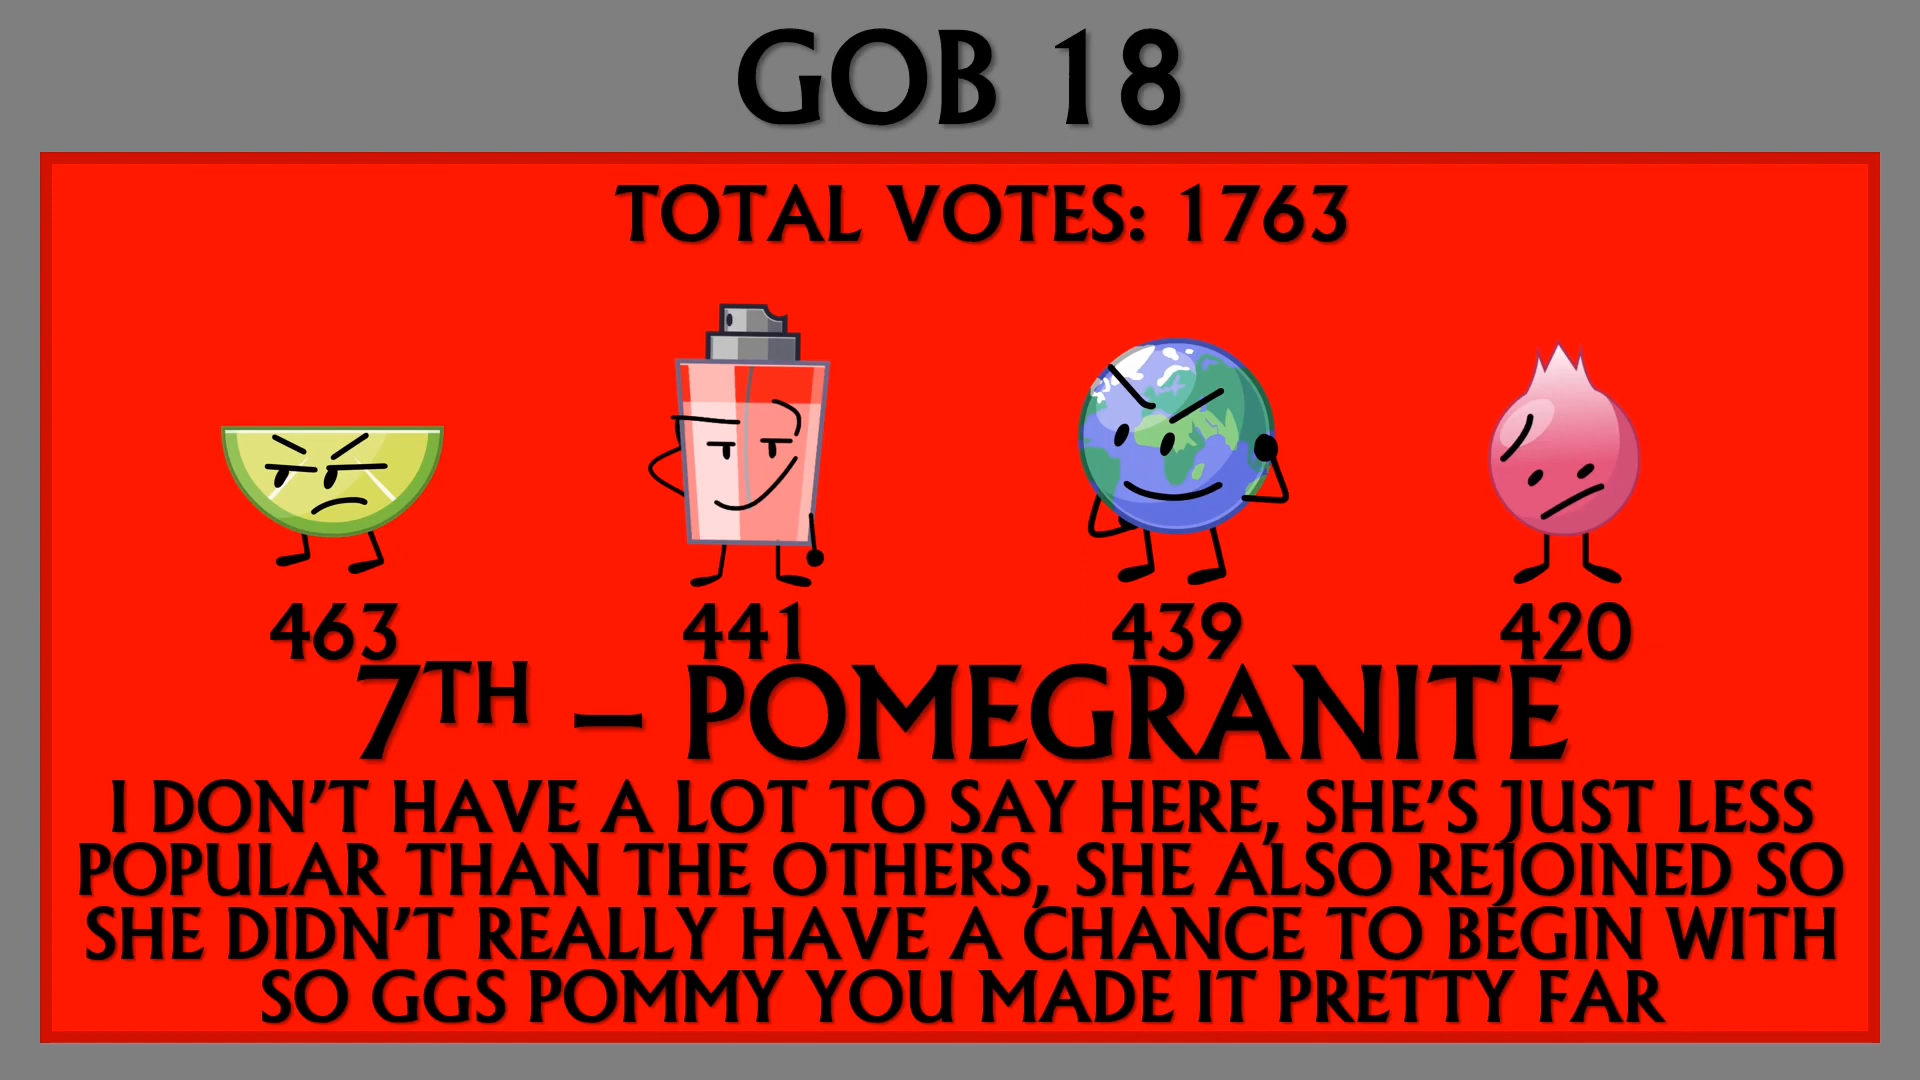 GOB 18
TOTAL VOTES: 1763
463 441 439 420
7TH – POMEGRANITE
I DON'T HAVE A LOT TO SAY HERE, SHE'S JUST LESS
POPULAR THAN THE OTHERS, SHE ALSO REJOINED SO
SHE DIDN'T REALLY HAVE A CHANCE TO BEGIN WITH
SO GGS POMMY YOU MADE IT PRETTY FAR